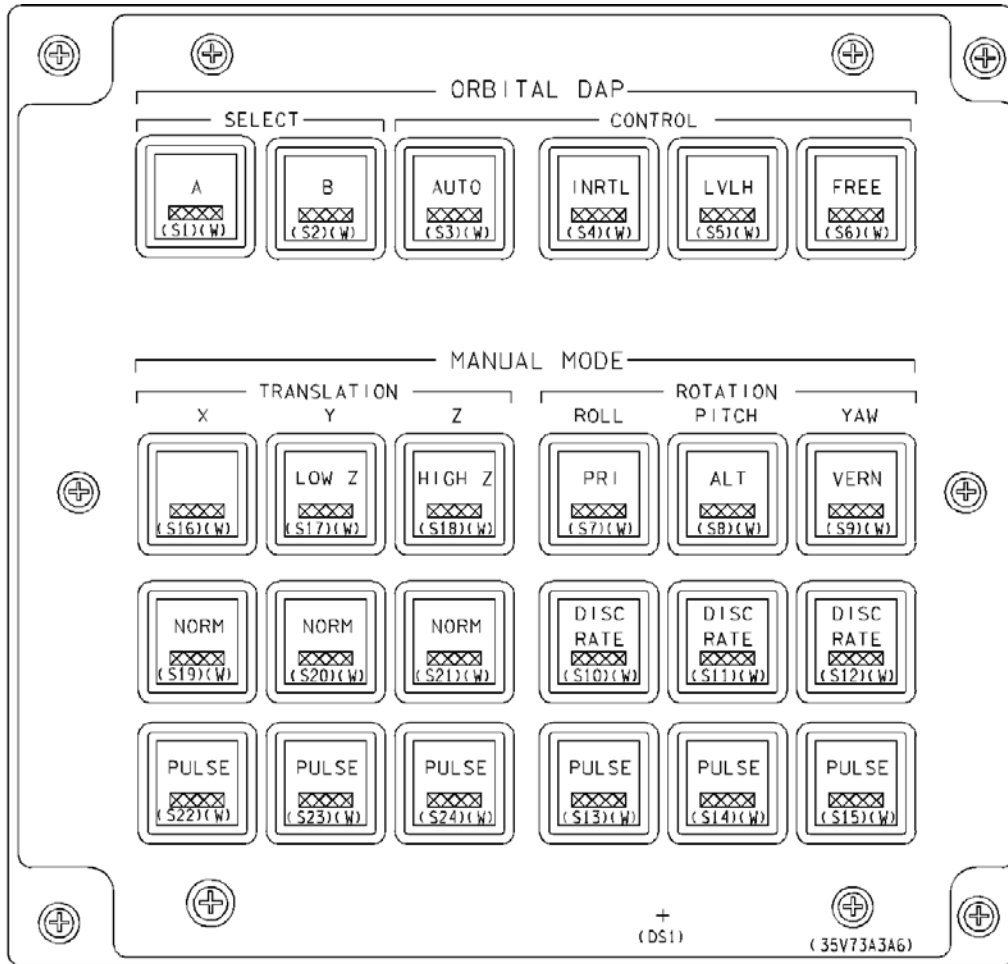 ORBITAL DAP
SELECT CONTROL
A B AUTO INRTL LVLH FREE
(S1)(W) (S2)(W) (S3)(W) (S4)(W) (S5)(W) (S6)(W)
MANUAL MODE
TRANSLATION ROTATION
X Y Z ROLL PITCH YAW
LOW Z HIGH Z PRI ALT VERN
(S16)(W) (S17)(W) (S18)(W) (S7)(W) (S8)(W) (S9)(W)
NORM NORM NORM DISC RATE DISC RATE DISC RATE
(S19)(W) (S20)(W) (S21)(W) (S10)(W) (S11)(W) (S12)(W)
PULSE PULSE PULSE PULSE PULSE PULSE
(S22)(W) (S23)(W) (S24)(W) (S13)(W) (S14)(W) (S15)(W)
+
(DS1) (35V73A3A6)